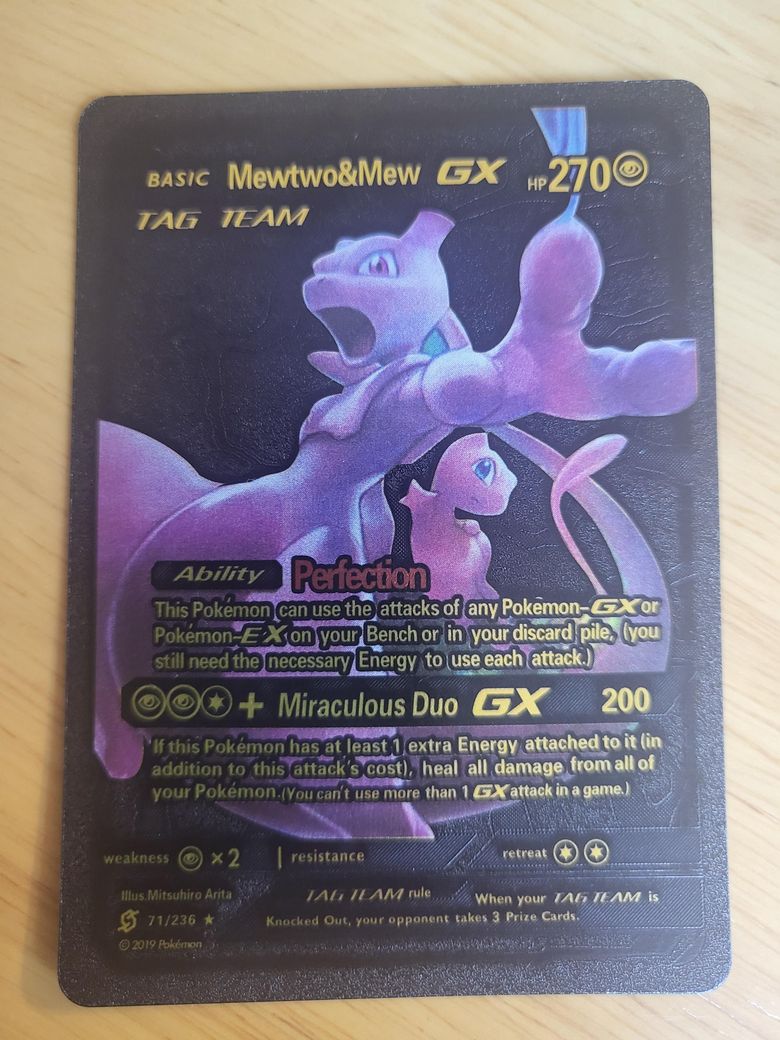 BASIC Mewtwo&Mew GX HP270
TAG TEAM
Ability Perfection
This Pokémon can use the attacks of any Pokemon-GX or
Pokémon-EX on your Bench or in your discard pile, (you
still need the necessary Energy to use each attack.)
+ Miraculous Duo GX 200
If this Pokémon has at least 1 extra Energy attached to it (in
addition to this attack's cost), heal all damage from all of
your Pokémon.(You can't use more than 1 GX attack in a game.)
weakness ×2 resistance retreat
Illus.Mitsuhiro Arita TAG TEAM rule When your TAG TEAM is
71/236 ★ Knocked Out, your opponent takes 3 Prize Cards.
© 2019 Pokémon